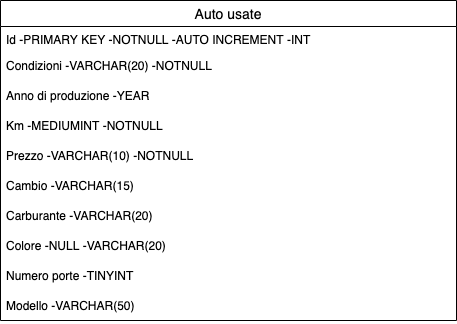 Auto usate
Id -PRIMARY KEY -NOTNULL -AUTO INCREMENT -INT
Condizioni -VARCHAR(20) -NOTNULL
Anno di produzione -YEAR
Km -MEDIUMINT -NOTNULL
Prezzo -VARCHAR(10) -NOTNULL
Cambio -VARCHAR(15)
Carburante -VARCHAR(20)
Colore -NULL -VARCHAR(20)
Numero porte -TINYINT
Modello -VARCHAR(50)